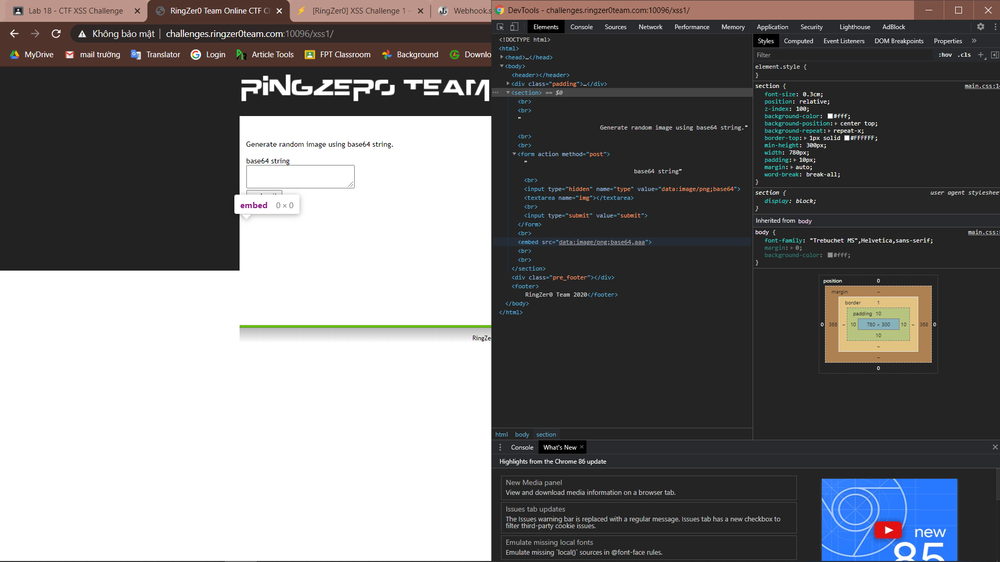 Lab 18 - CTF XSS Challenge
RingZer0 Team Online CTF
[RingZer0] XSS Challenge 1
Webhook.s
DevTools - challenges.ringzer0team.com:10096/xss1/
Không bảo mật
challenges.ringzer0team.com:10096/xss1/
MyDrive
mail trường
Translator
Login
Article Tools
FPT Classroom
Background
Downlo
RINGZER0 TEAM
Generate random image using base64 string.
base64 string
embed 0 × 0
RingZe
Elements Console Sources Network Performance Memory Application Security Lighthouse AdBlock
<!DOCTYPE html>
<html>
<head>…</head>
<body>
<header></header>
<div class="padding">…</div>
<section> == $0
<br>
<br>
"
Generate random image using base64 string."
<br>
<br>
<form action method="post">
"
base64 string"
<br>
<input type="hidden" name="type" value="data:image/png;base64">
<textarea name="img"></textarea>
<br>
<input type="submit" value="submit">
</form>
<br>
<embed src="data:image/png;base64,aaa">
<br>
<br>
</section>
<div class="pre_footer"></div>
<footer>
RingZer0 Team 2020</footer>
</body>
</html>
html body section
Styles Computed Event Listeners DOM Breakpoints Properties »
Filter
:hov .cls +
element.style {
}
section {
main.css:14
font-size: 0.3cm;
position: relative;
z-index: 100;
background-color: #fff;
background-position: center top;
background-repeat: repeat-x;
border-top: 1px solid #FFFFFF;
min-height: 300px;
width: 780px;
padding: 10px;
margin: auto;
word-break: break-all;
}
section {
user agent stylesheet
display: block;
}
Inherited from body
body {
main.css:8
font-family: "Trebuchet MS",Helvetica,sans-serif;
margin: 0;
background-color: #fff;
}
position 0
margin –
border 1
padding 10
0 368 – 10 780 × 300 10 – 368 0
10
–
–
0
Console What's New ×
Highlights from the Chrome 86 update
New Media panel
View and download media information on a browser tab.
Issues tab updates
The Issues warning bar is replaced with a regular message. Issues tab has a new checkbox to
filter third-party cookie issues.
Emulate missing local fonts
Emulate missing `local()` sources in @font-face rules.
new
85